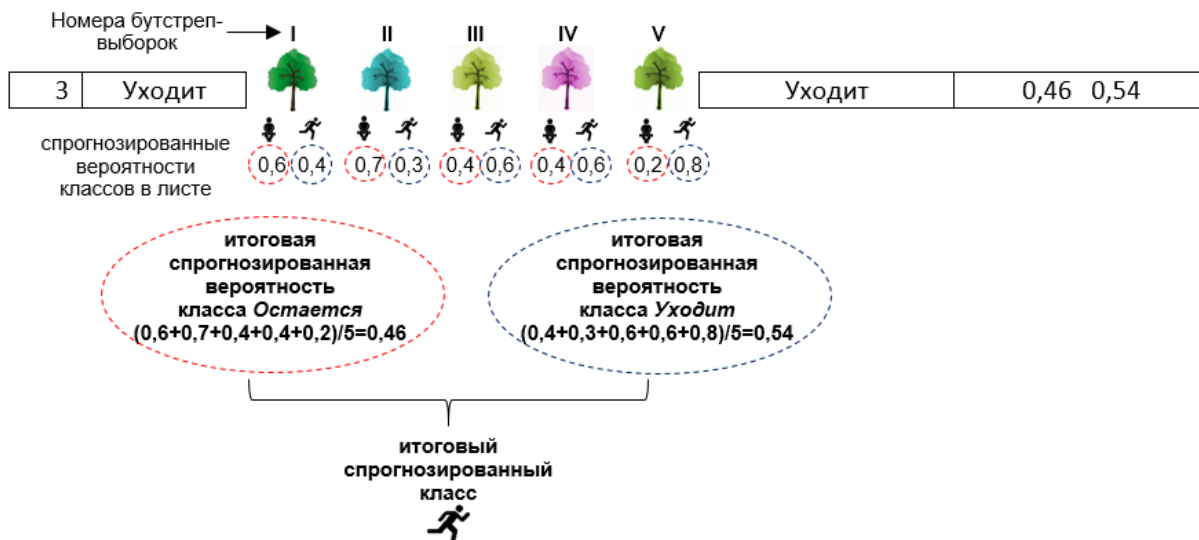 Номера бутстреп-
выборок
I II III IV V
3 Уходит Уходит 0,46 0,54
спрогнозированные
вероятности
классов в листе
0,6 0,4 0,7 0,3 0,4 0,6 0,4 0,6 0,2 0,8
итоговая
спрогнозированная
вероятность
класса Остается
(0,6+0,7+0,4+0,4+0,2)/5=0,46
итоговая
спрогнозированная
вероятность
класса Уходит
(0,4+0,3+0,6+0,6+0,8)/5=0,54
итоговый
спрогнозированный
класс